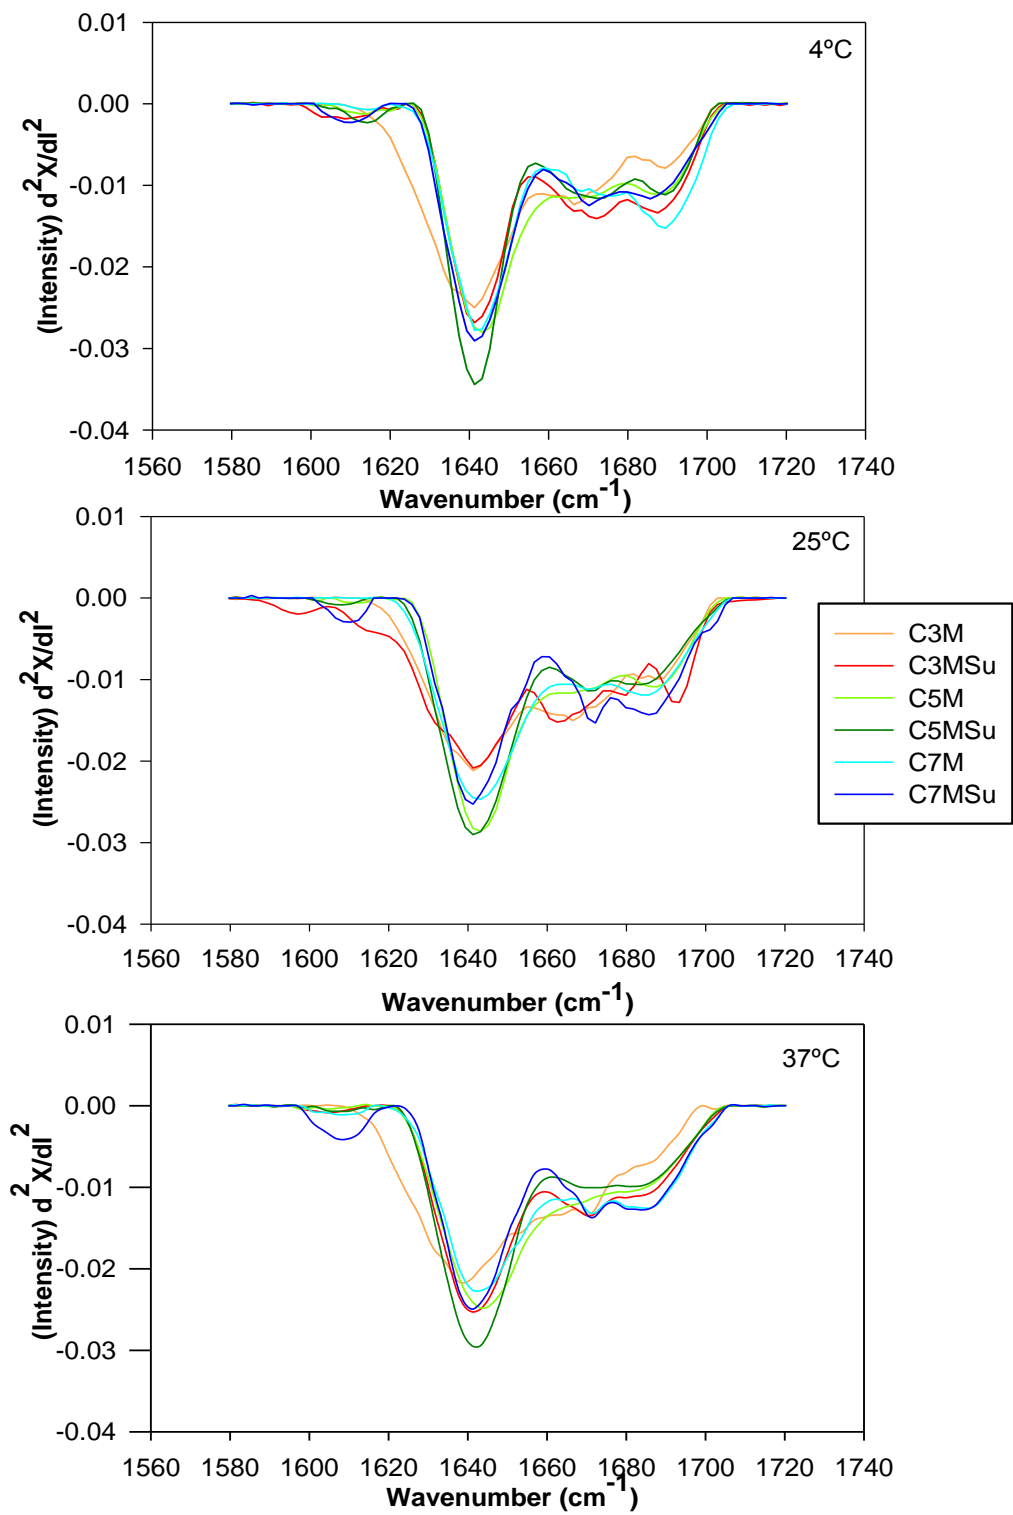 0.01
4ºC
0.00
-0.01
-0.02
-0.03
-0.04
(Intensity) d2X/dl2
1560 1580 1600 1620 1640 1660 1680 1700 1720 1740
Wavenumber (cm-1)
0.01
25ºC
0.00
-0.01
-0.02
-0.03
-0.04
(Intensity) d2X/dl2
C3M
C3MSu
C5M
C5MSu
C7M
C7MSu
1560 1580 1600 1620 1640 1660 1680 1700 1720 1740
Wavenumber (cm-1)
0.01
37ºC
0.00
-0.01
-0.02
-0.03
-0.04
(Intensity) d2X/dl2
1560 1580 1600 1620 1640 1660 1680 1700 1720 1740
Wavenumber (cm-1)